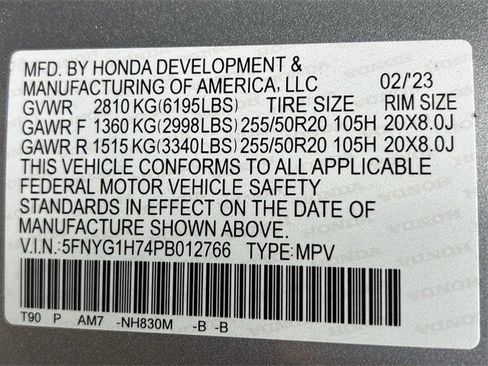 MFD. BY HONDA DEVELOPMENT &
MANUFACTURING OF AMERICA, LLC 02/'23
GVWR 2810 KG(6195LBS) TIRE SIZE RIM SIZE
GAWR F 1360 KG(2998LBS) 255/50R20 105H 20X8.0J
GAWR R 1515 KG(3340LBS) 255/50R20 105H 20X8.0J
THIS VEHICLE CONFORMS TO ALL APPLICABLE
FEDERAL MOTOR VEHICLE SAFETY
STANDARDS IN EFFECT ON THE DATE OF
MANUFACTURE SHOWN ABOVE.
V.I.N.:5FNYG1H74PB012766 TYPE:MPV
T90 P AM7 -NH830M -B -B